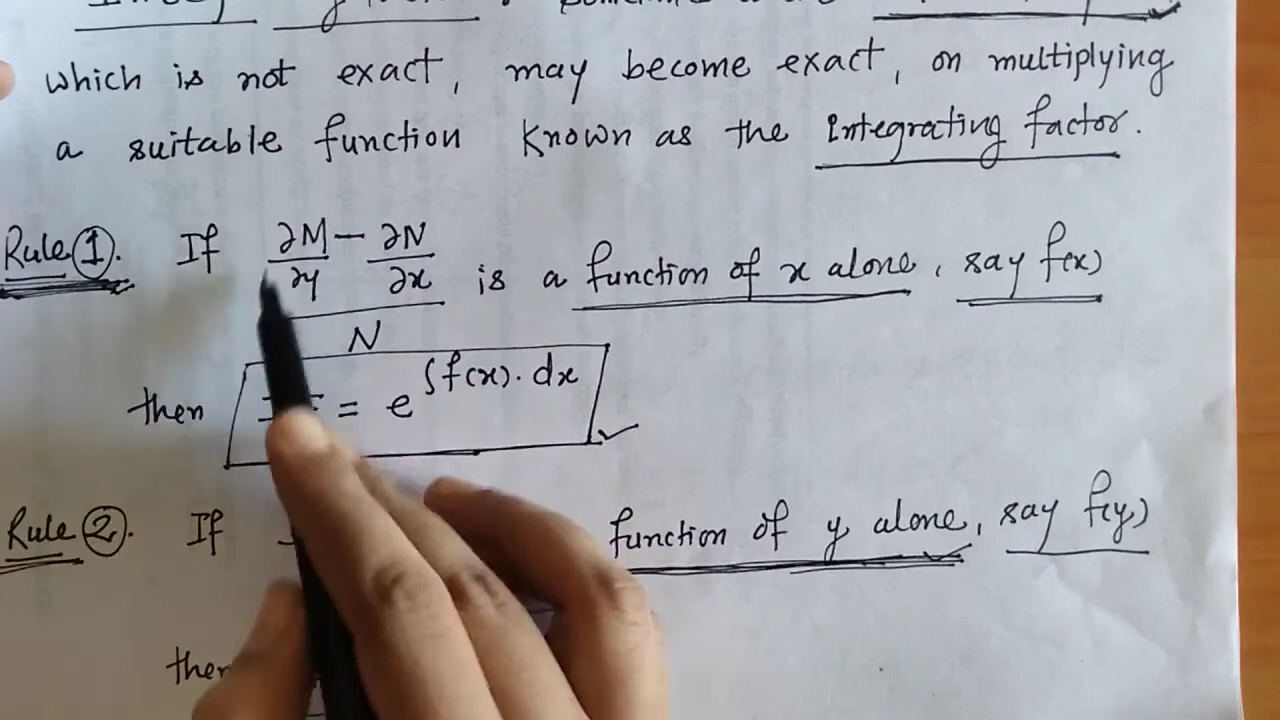 which is not exact, may become exact, on multiplying
a suitable function known as the Integrating factor.
Rule ①. If (∂M/∂y − ∂N/∂x)/N is a function of x alone, say f(x)
then = e^∫f(x).dx
Rule ②. If function of y alone, say f(y)